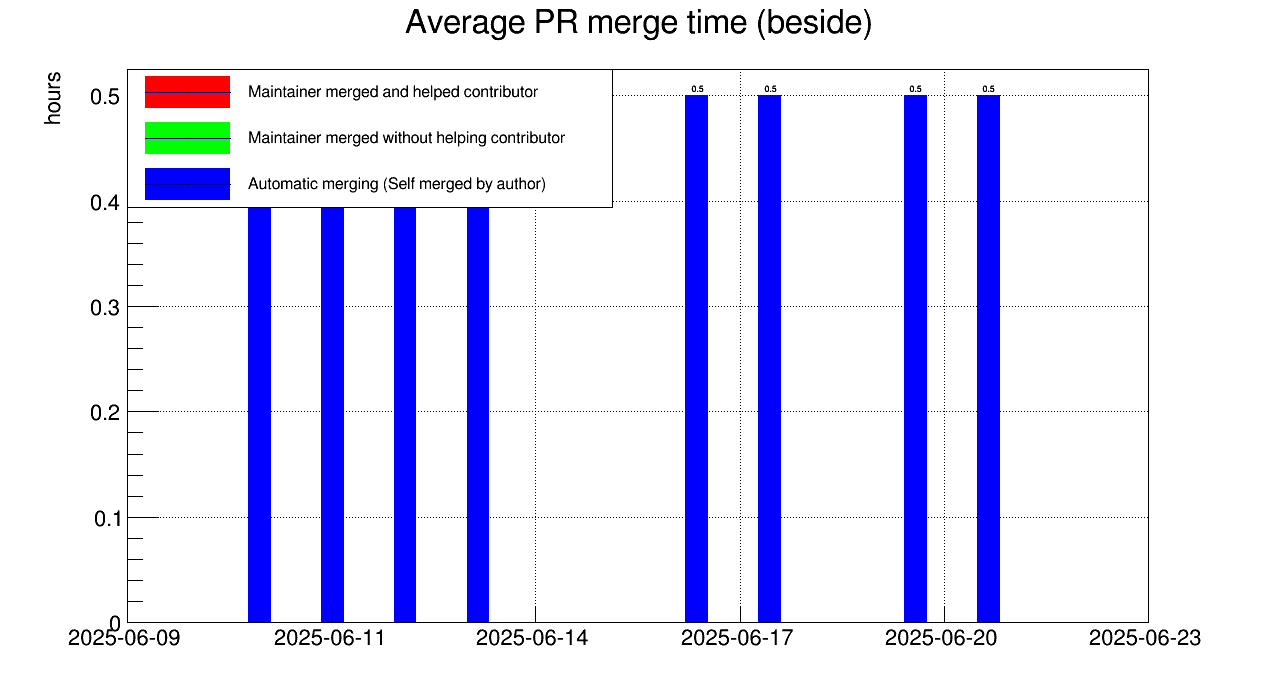 Average PR merge time (beside)
hours
Maintainer merged and helped contributor
Maintainer merged without helping contributor
Automatic merging (Self merged by author)
0.5
0.4
0.3
0.2
0.1
0
0.5 0.5 0.5 0.5
2025-06-09 2025-06-11 2025-06-14 2025-06-17 2025-06-20 2025-06-23